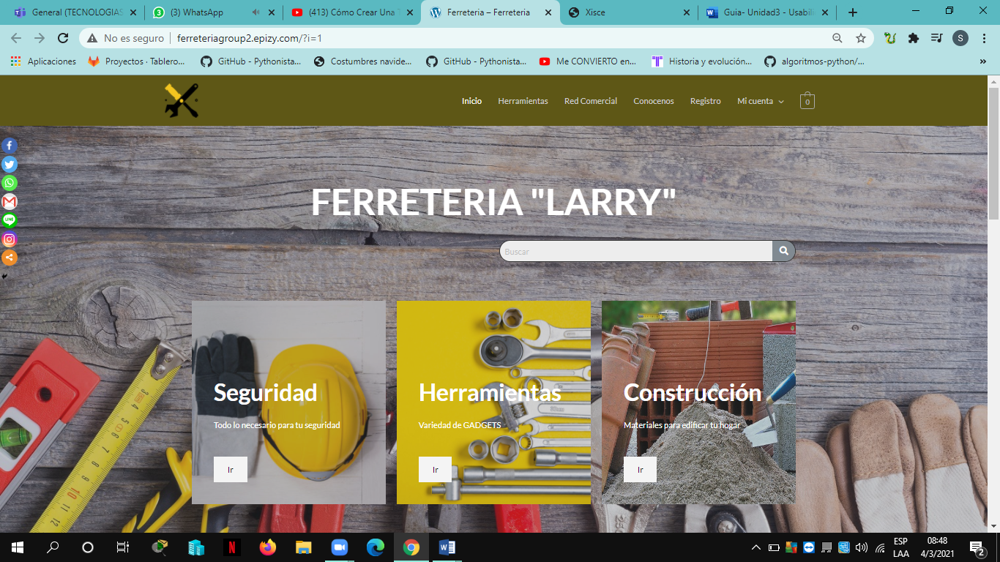 General (TECNOLOGIAS
(3) WhatsApp
(413) Cómo Crear Una T
Ferreteria – Ferreteria
Xisce
Guia- Unidad3 - Usabili
No es seguro
ferreteriagroup2.epizy.com/?i=1
S
Aplicaciones
Proyectos · Tablero...
GitHub - Pythonista...
Costumbres navide...
GitHub - Pythonista...
Me CONVIERTO en...
Historia y evolución...
algoritmos-python/...
»
Inicio
Herramientas
Red Comercial
Conocenos
Registro
Mi cuenta
0
LINE
FERRETERIA "LARRY"
Buscar
Seguridad
Todo lo necesario para tu seguridad
Ir
Herramientas
Variedad de GADGETS
Ir
Construcción
Materiales para edificar tu hogar
Ir
ESP
LAA
08:48
4/3/2021
2